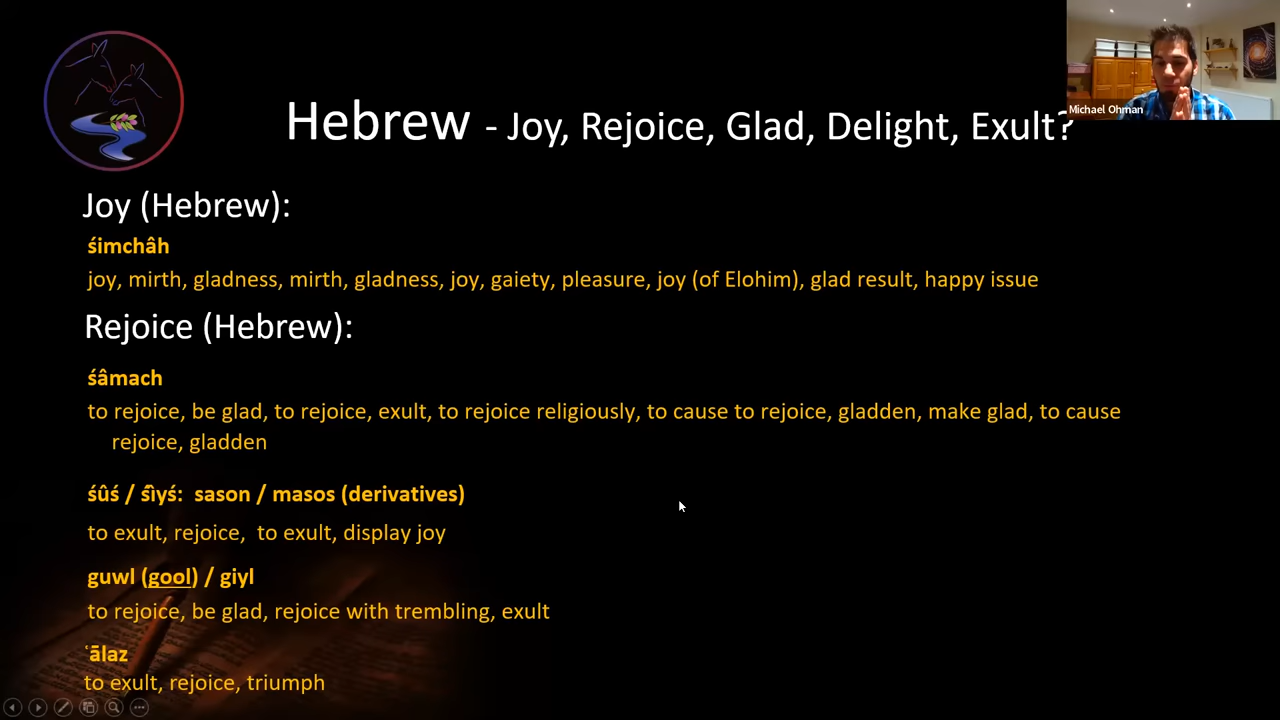 Michael Ohman
Hebrew - Joy, Rejoice, Glad, Delight, Exult?
Joy (Hebrew):
śimchâh
joy, mirth, gladness, mirth, gladness, joy, gaiety, pleasure, joy (of Elohim), glad result, happy issue
Rejoice (Hebrew):
śâmach
to rejoice, be glad, to rejoice, exult, to rejoice religiously, to cause to rejoice, gladden, make glad, to cause
rejoice, gladden
śûś / śìyś: sason / masos (derivatives)
to exult, rejoice, to exult, display joy
guwl (gool) / giyl
to rejoice, be glad, rejoice with trembling, exult
ʿālaz
to exult, rejoice, triumph